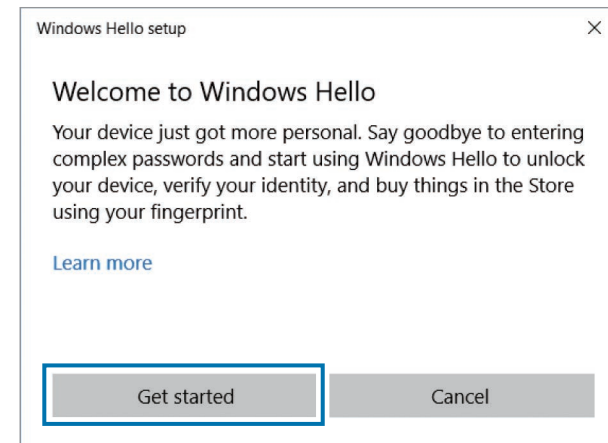 Windows Hello setup
Welcome to Windows Hello
Your device just got more personal. Say goodbye to entering
complex passwords and start using Windows Hello to unlock
your device, verify your identity, and buy things in the Store
using your fingerprint.
Learn more
Get started
Cancel